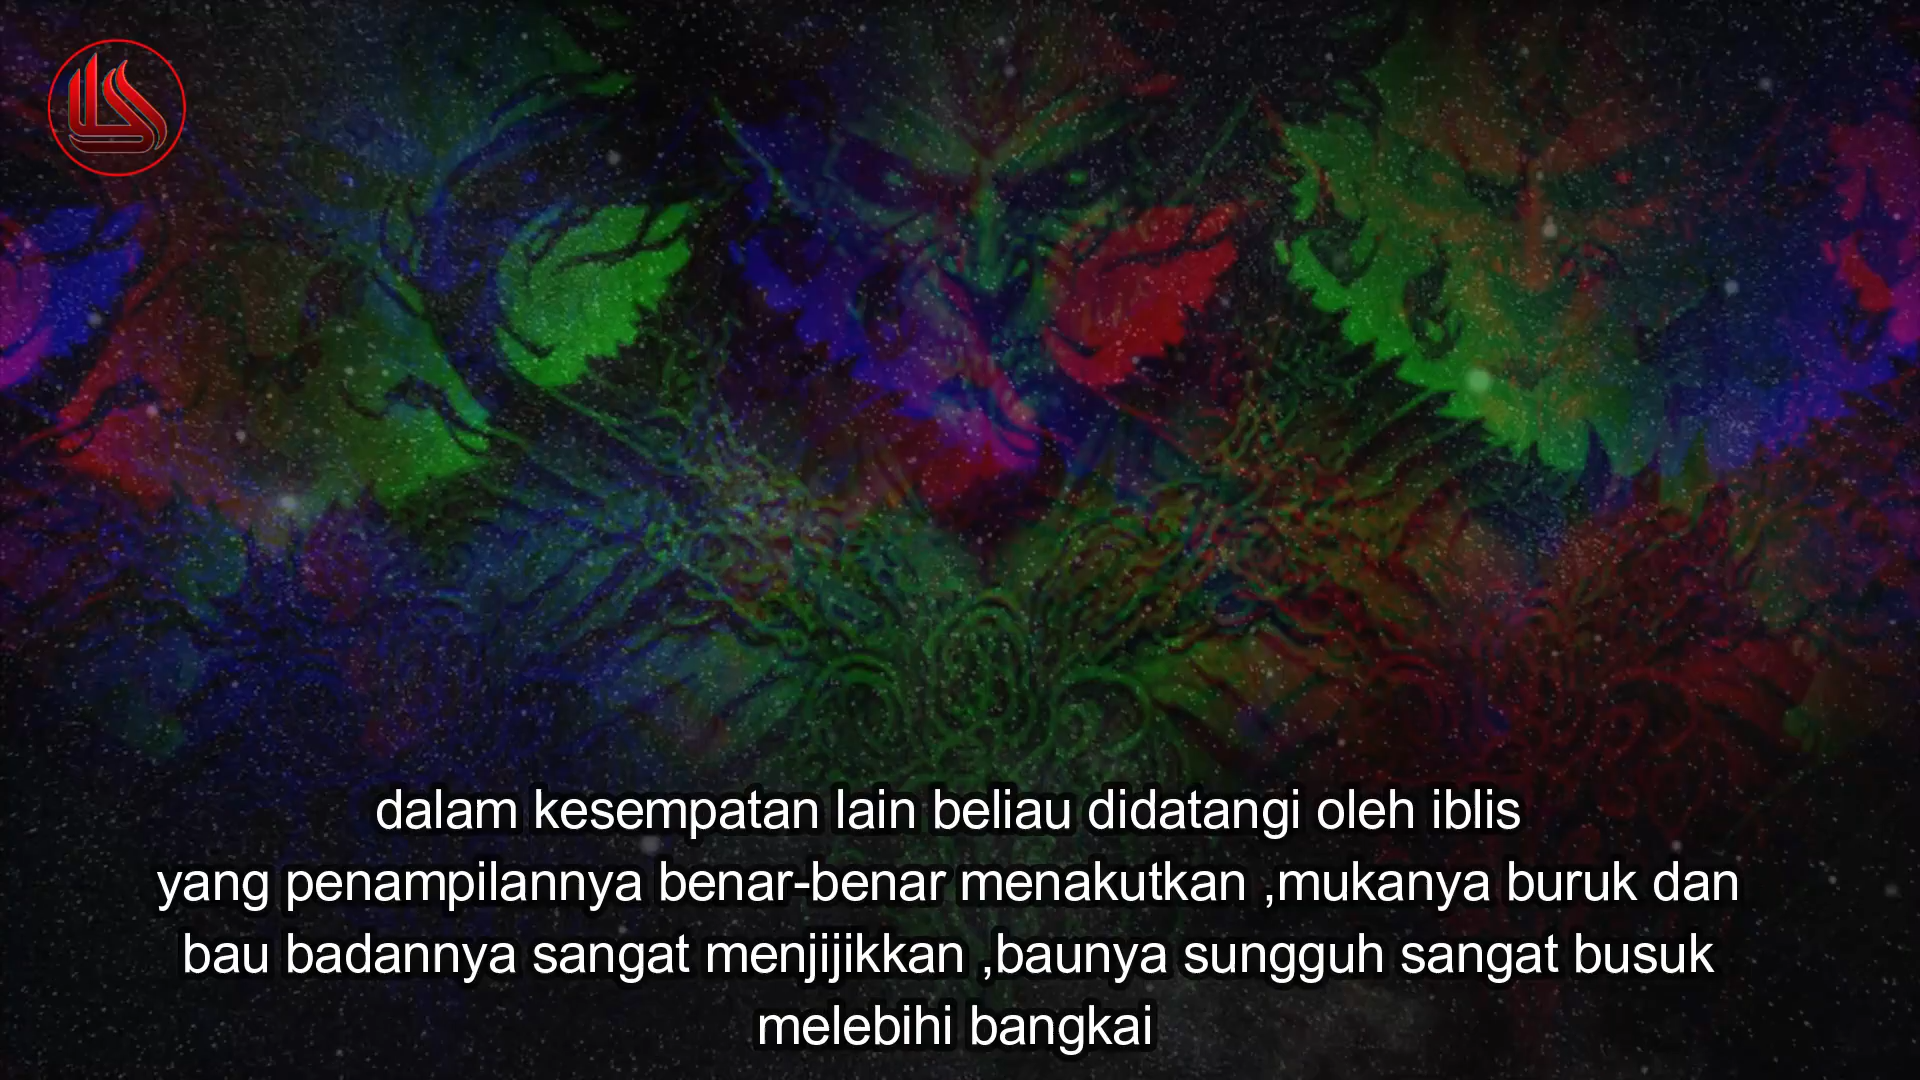 dalam kesempatan lain beliau didatangi oleh iblis
yang penampilannya benar-benar menakutkan ,mukanya buruk dan
bau badannya sangat menjijikkan ,baunya sungguh sangat busuk
melebihi bangkai